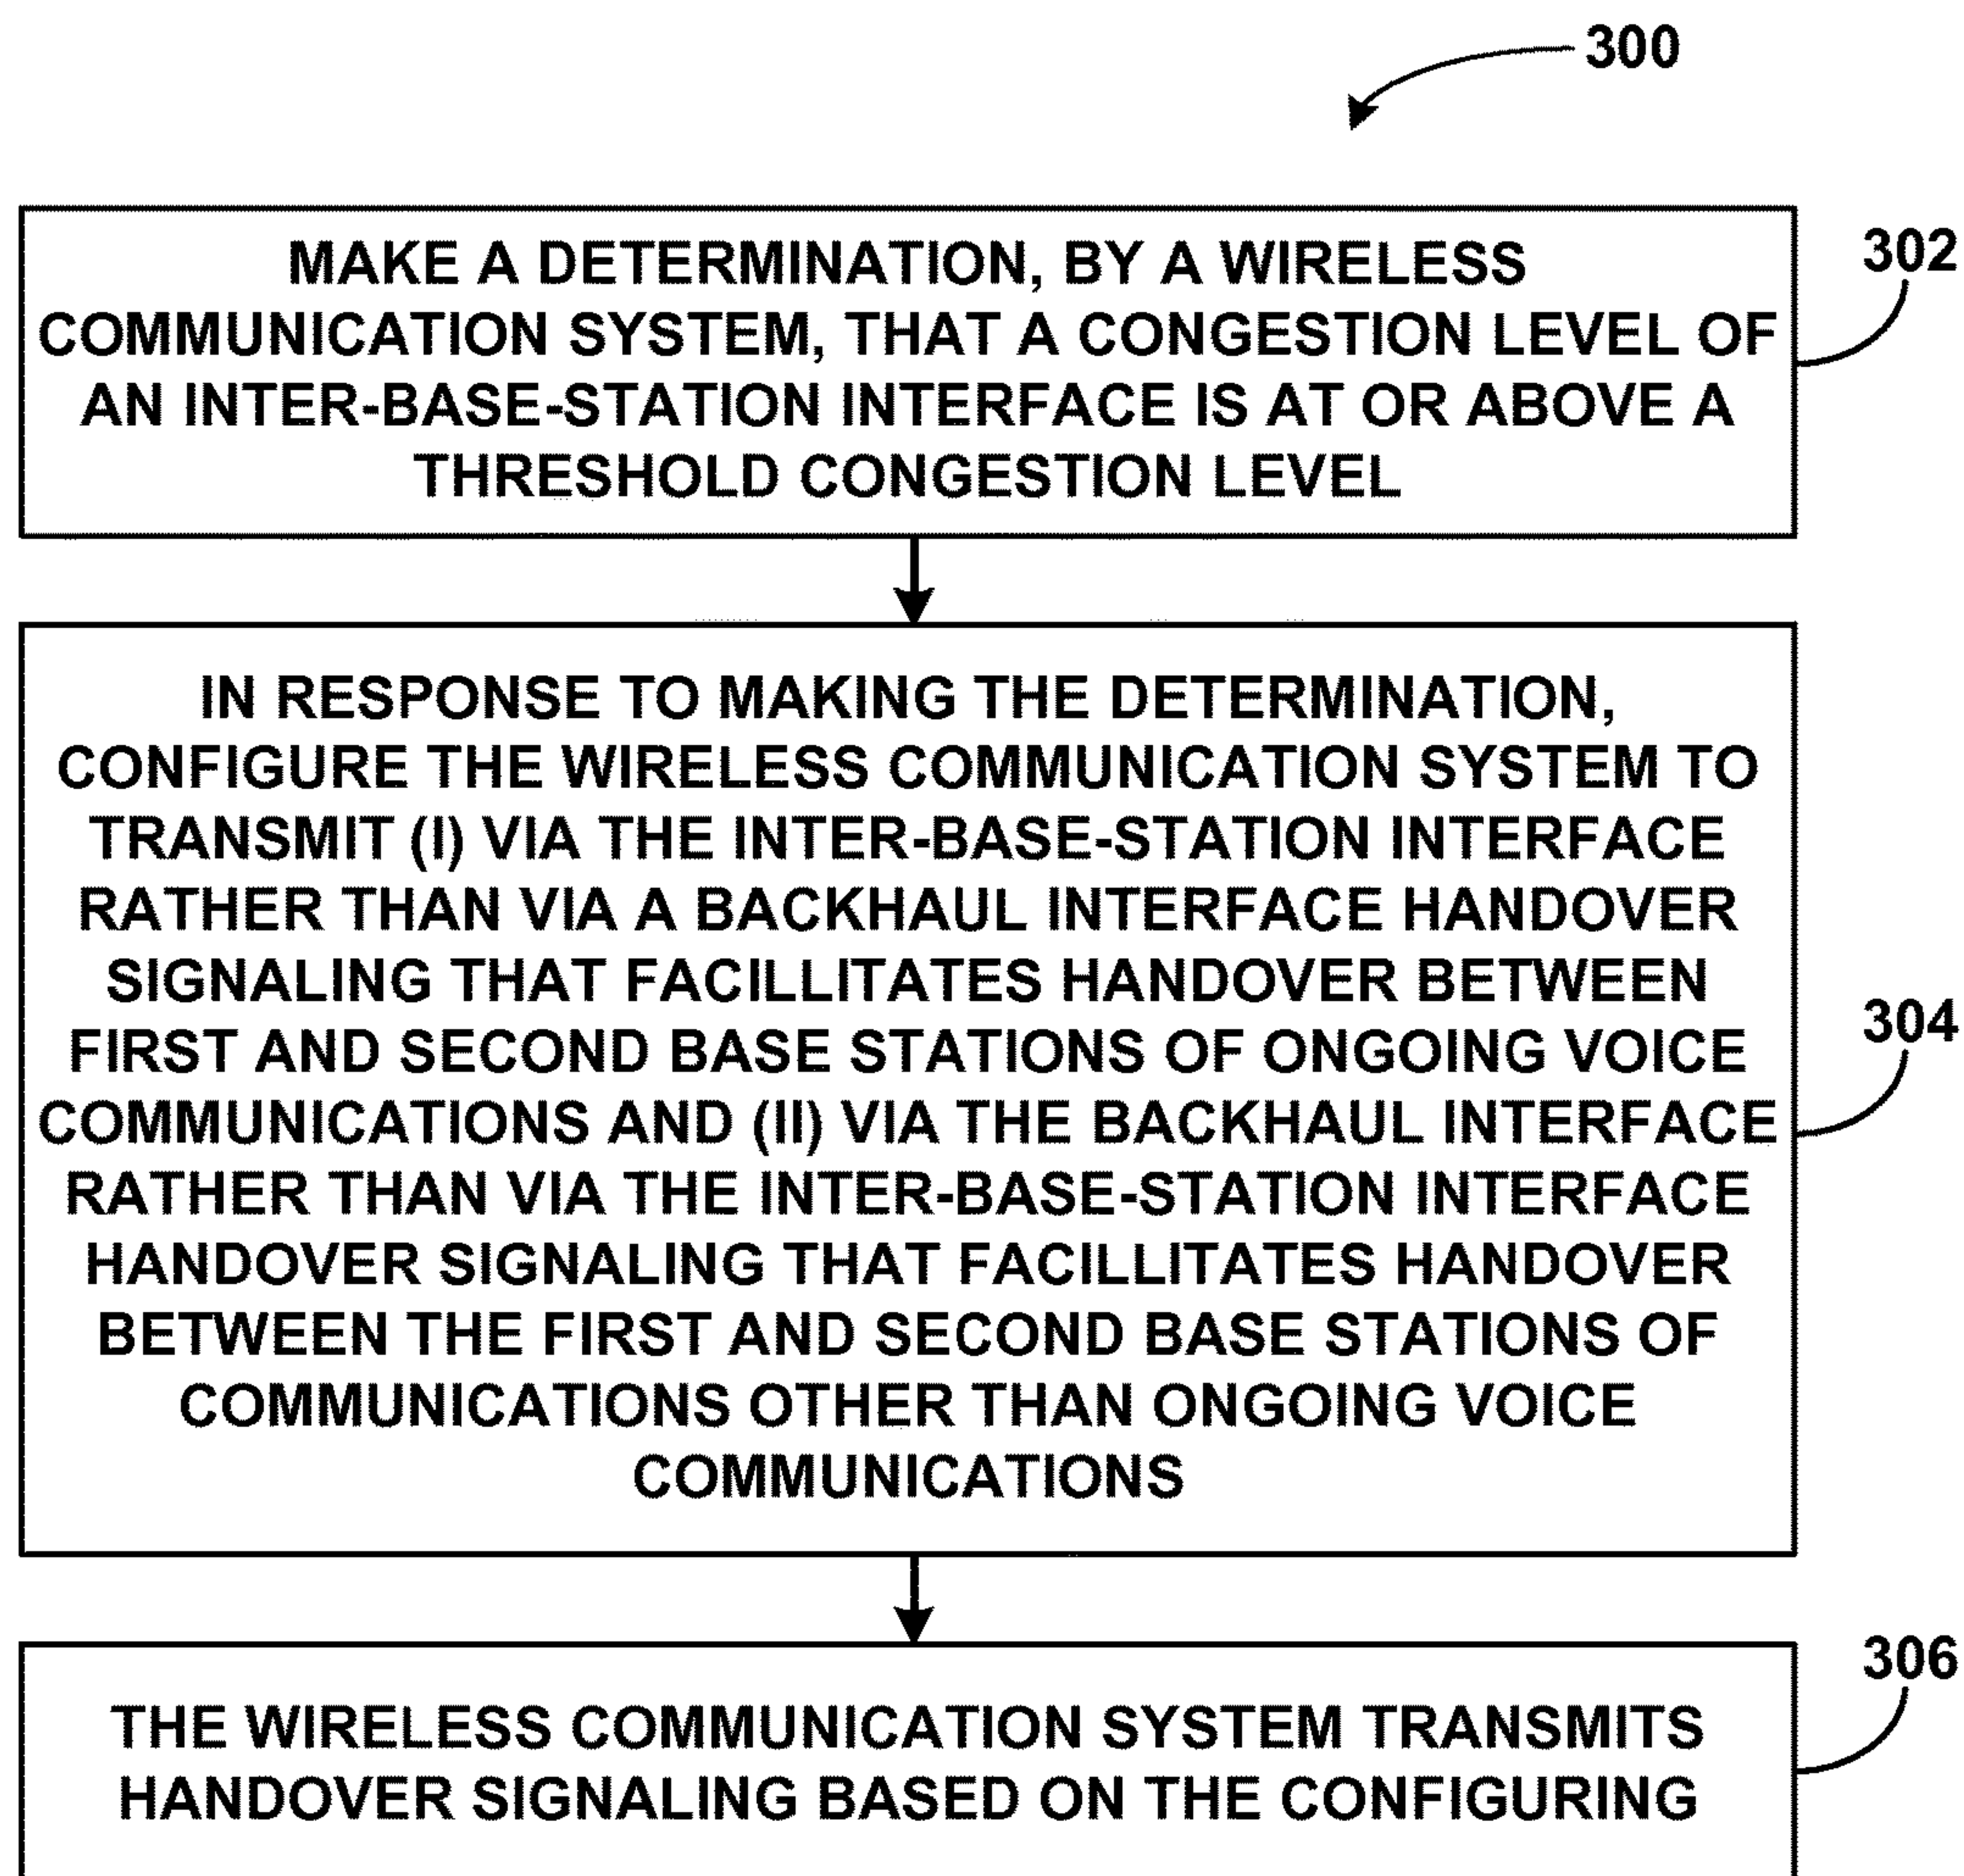 300
MAKE A DETERMINATION, BY A WIRELESS
COMMUNICATION SYSTEM, THAT A CONGESTION LEVEL OF
AN INTER-BASE-STATION INTERFACE IS AT OR ABOVE A
THRESHOLD CONGESTION LEVEL
302
IN RESPONSE TO MAKING THE DETERMINATION,
CONFIGURE THE WIRELESS COMMUNICATION SYSTEM TO
TRANSMIT (I) VIA THE INTER-BASE-STATION INTERFACE
RATHER THAN VIA A BACKHAUL INTERFACE HANDOVER
SIGNALING THAT FACILLITATES HANDOVER BETWEEN
FIRST AND SECOND BASE STATIONS OF ONGOING VOICE
COMMUNICATIONS AND (II) VIA THE BACKHAUL INTERFACE
RATHER THAN VIA THE INTER-BASE-STATION INTERFACE
HANDOVER SIGNALING THAT FACILLITATES HANDOVER
BETWEEN THE FIRST AND SECOND BASE STATIONS OF
COMMUNICATIONS OTHER THAN ONGOING VOICE
COMMUNICATIONS
304
THE WIRELESS COMMUNICATION SYSTEM TRANSMITS
HANDOVER SIGNALING BASED ON THE CONFIGURING
306